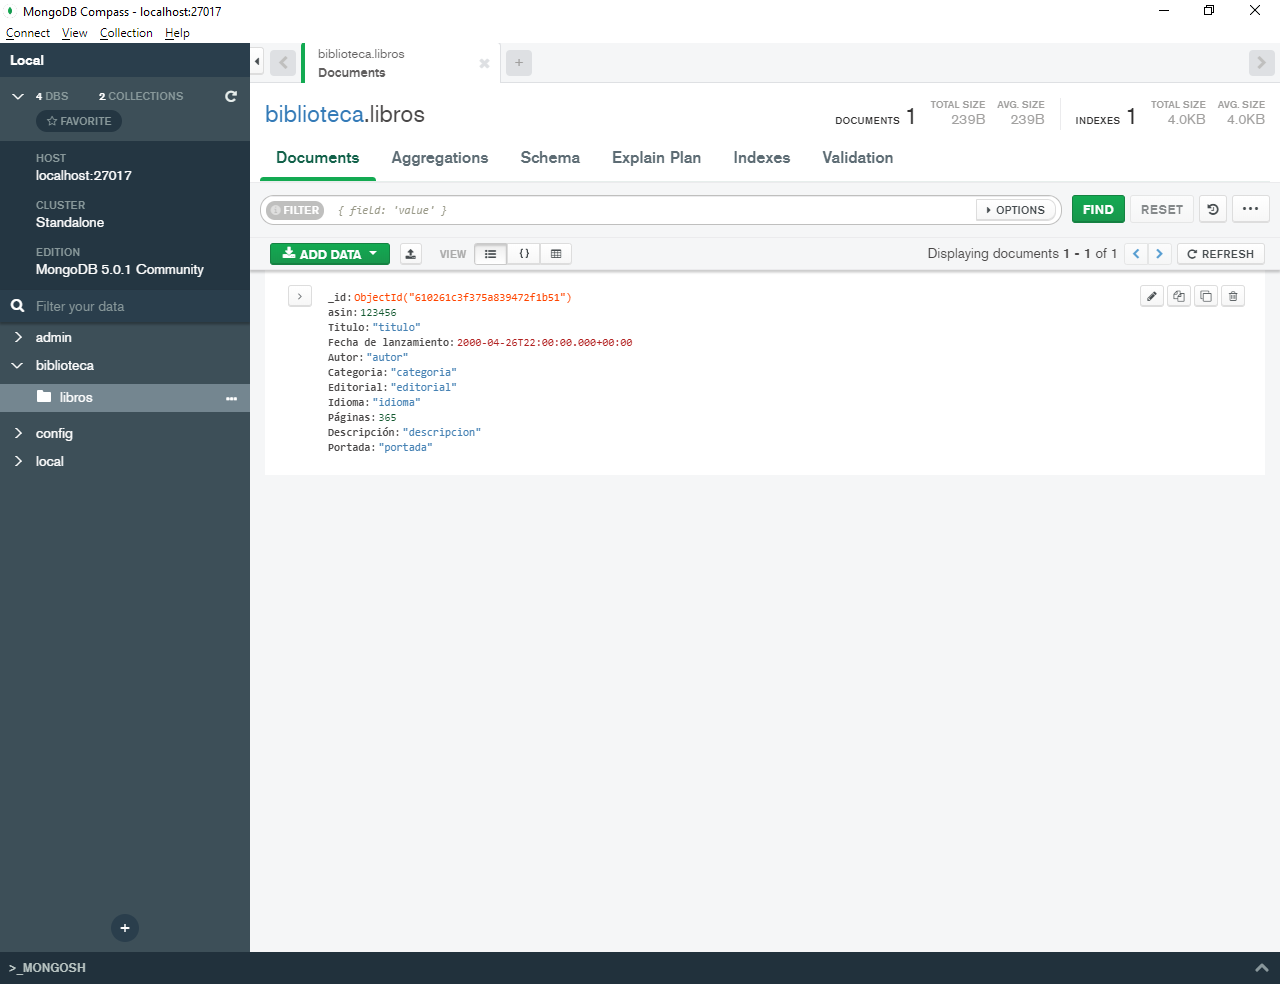 MongoDB Compass - localhost:27017
Connect View Collection Help
Local
4 DBS 2 COLLECTIONS
FAVORITE
HOST
localhost:27017
CLUSTER
Standalone
EDITION
MongoDB 5.0.1 Community
Filter your data
admin
biblioteca
libros
config
local
biblioteca.libros
Documents
biblioteca.libros
DOCUMENTS 1 TOTAL SIZE 239B AVG. SIZE 239B INDEXES 1 TOTAL SIZE 4.0KB AVG. SIZE 4.0KB
Documents Aggregations Schema Explain Plan Indexes Validation
FILTER { field: 'value' } OPTIONS FIND RESET
ADD DATA VIEW {} Displaying documents 1 - 1 of 1 REFRESH
_id: ObjectId("610261c3f375a839472f1b51")
asin: 123456
Titulo: "titulo"
Fecha de lanzamiento: 2000-04-26T22:00:00.000+00:00
Autor: "autor"
Categoria: "categoria"
Editorial: "editorial"
Idioma: "idioma"
Páginas: 365
Descripción: "descripcion"
Portada: "portada"
>_MONGOSH